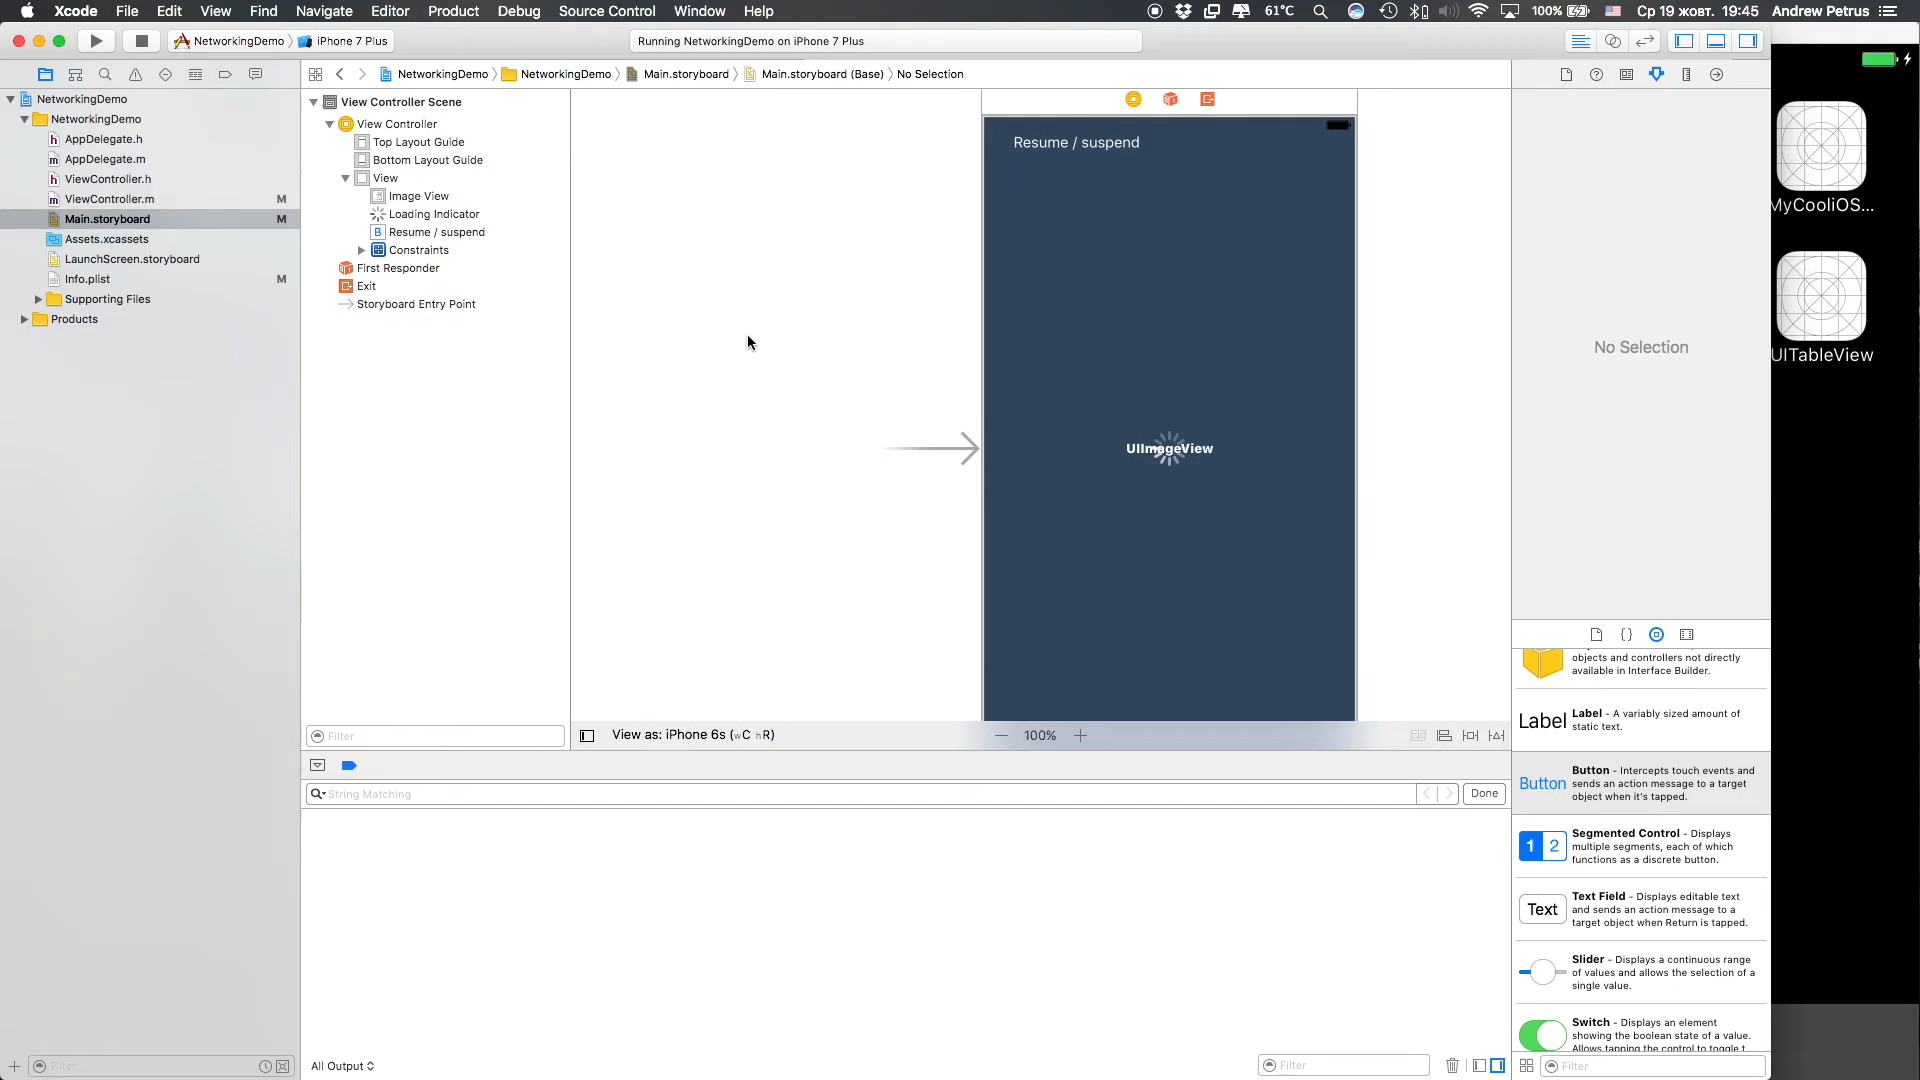 Xcode File Edit View Find Navigate Editor Product Debug Source Control Window Help 61°C 100% Ср 19 жовт. 19:45 Andrew Petrus
NetworkingDemo iPhone 7 Plus
Running NetworkingDemo on iPhone 7 Plus
NetworkingDemo NetworkingDemo Main.storyboard Main.storyboard (Base) No Selection
NetworkingDemo
NetworkingDemo
AppDelegate.h
AppDelegate.m
ViewController.h
ViewController.m M
Main.storyboard M
Assets.xcassets
LaunchScreen.storyboard
Info.plist M
Supporting Files
Products
Filter
View Controller Scene
View Controller
Top Layout Guide
Bottom Layout Guide
View
Image View
Loading Indicator
B Resume / suspend
Constraints
First Responder
Exit
Storyboard Entry Point
Filter
Resume / suspend
UIImageView
View as: iPhone 6s (wC hR)
100%
String Matching
Done
All Output
Filter
No Selection
objects and controllers not directly
available in Interface Builder.
Label
Label - A variably sized amount of
static text.
Button
Button - Intercepts touch events and
sends an action message to a target
object when it's tapped.
1 2
Segmented Control - Displays
multiple segments, each of which
functions as a discrete button.
Text
Text Field - Displays editable text
and sends an action message to a
target object when Return is tapped.
Slider - Displays a continuous range
of values and allows the selection of a
single value.
Switch - Displays an element
showing the boolean state of a value.
Allows tapping the control to toggle t...
Filter
MyCooliOS...
UITableView